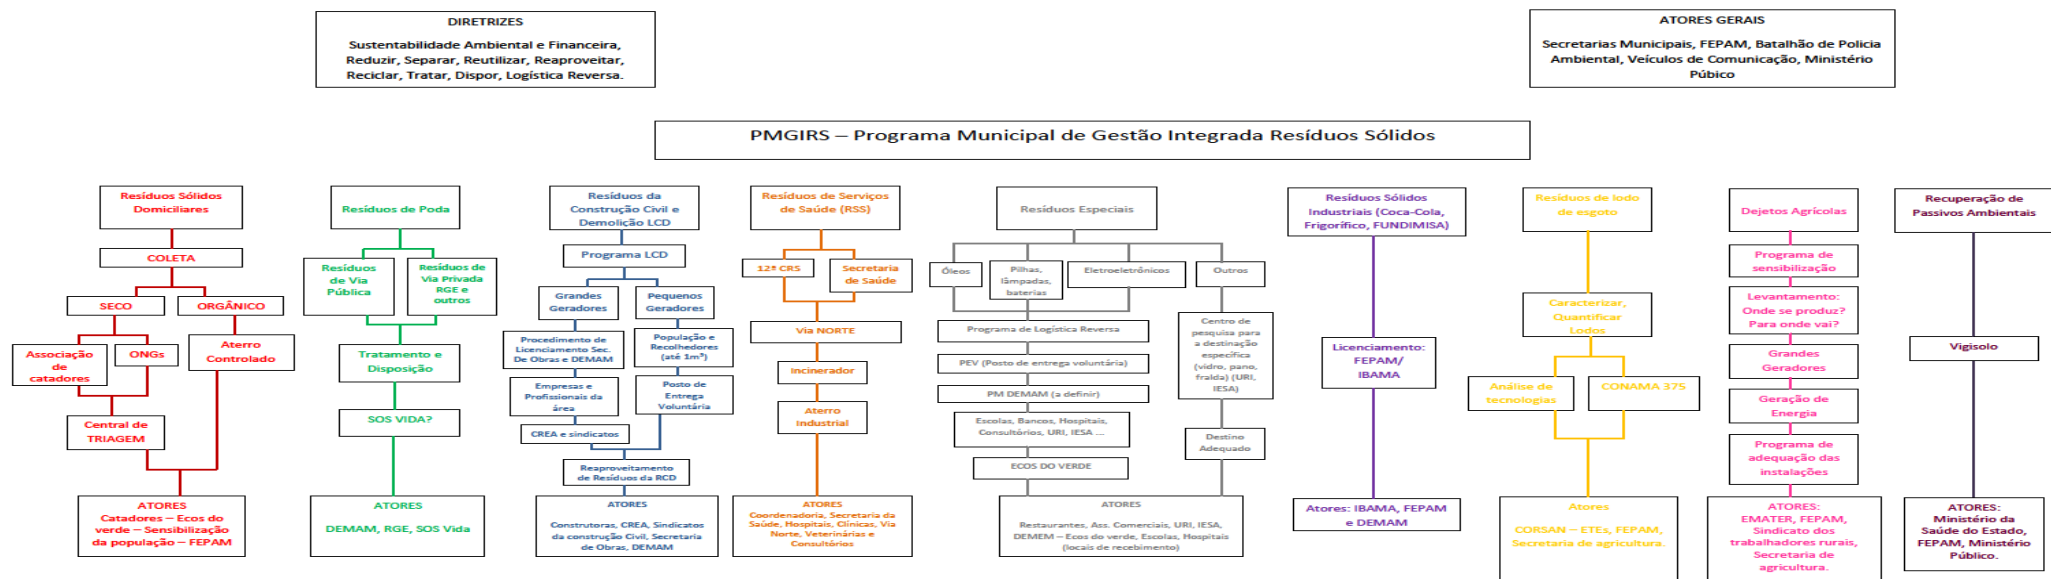 DIRETRIZES
Sustentabilidade Ambiental e Financeira,
Reduzir, Separar, Reutilizar, Reaproveitar,
Reciclar, Tratar, Dispor, Logística Reversa.
ATORES GERAIS
Secretarias Municipais, FEPAM, Batalhão de Policia
Ambiental, Veículos de Comunicação, Ministério
Púbico
PMGIRS – Programa Municipal de Gestão Integrada Resíduos Sólidos
Resíduos Sólidos
Domiciliares
COLETA
SECO
ORGÂNICO
Associação
de
catadores
ONGs
Aterro
Controlado
Central de
TRIAGEM
ATORES
Catadores – Ecos do
verde – Sensibilização
da população – FEPAM
Resíduos de Poda
Resíduos
de Via
Pública
Resíduos de
Via Privada
RGE e
outros
Tratamento e
Disposição
SOS VIDA?
ATORES
DEMAM, RGE, SOS Vida
Resíduos da
Construção Civil e
Demolição LCD
Programa LCD
Grandes
Geradores
Pequenos
Geradores
Procedimento de
Licenciamento Sec.
De Obras e DEMAM
População e
Recolhedores
(até 1m³)
Empresas e
Profissionais da
área
Posto de
Entrega
Voluntária
CREA e sindicatos
Reaproveitamento
de Resíduos da RCD
ATORES
Construtoras, CREA, Sindicatos
da construção Civil, Secretaria
de Obras, DEMAM
Resíduos de Serviços
de Saúde (RSS)
12ª CRS
Secretaria
de Saúde
Via NORTE
Incinerador
Aterro
Industrial
ATORES
Coordenadoria, Secretaria da
Saúde, Hospitais, Clínicas, Via
Norte, Veterinárias e
Consultórios
Resíduos Especiais
Óleos
Pilhas,
lâmpadas,
baterias
Eletroeletrônicos
Outros
Programa de Logística Reversa
PEV (Posto de entrega voluntária)
PM DEMAM (a definir)
Escolas, Bancos, Hospitais,
Consultórios, URI, IESA ...
ECOS DO VERDE
Centro de
pesquisa para
a destinação
específica
(vidro, pano,
fralda) (URI,
IESA)
Destino
Adequado
ATORES
Restaurantes, Ass. Comerciais, URI, IESA,
DEMEM – Ecos do verde, Escolas, Hospitais
(locais de recebimento)
Resíduos Sólidos
Industriais (Coca-Cola,
Frigorífico, FUNDIMISA)
Licenciamento:
FEPAM/
IBAMA
Atores: IBAMA, FEPAM
e DEMAM
Resíduos de lodo
de esgoto
Caracterizar,
Quantificar
Lodos
Análise de
tecnologias
CONAMA 375
Atores
CORSAN – ETEs, FEPAM,
Secretaria de agricultura.
Dejetos Agrícolas
Programa de
sensibilização
Levantamento:
Onde se produz?
Para onde vai?
Grandes
Geradores
Geração de
Energia
Programa de
adequação das
instalações
ATORES:
EMATER, FEPAM,
Sindicato dos
trabalhadores rurais,
Secretaria de
agricultura.
Recuperação de
Passivos Ambientais
Vigisolo
ATORES:
Ministério da
Saúde do Estado,
FEPAM, Ministério
Público.